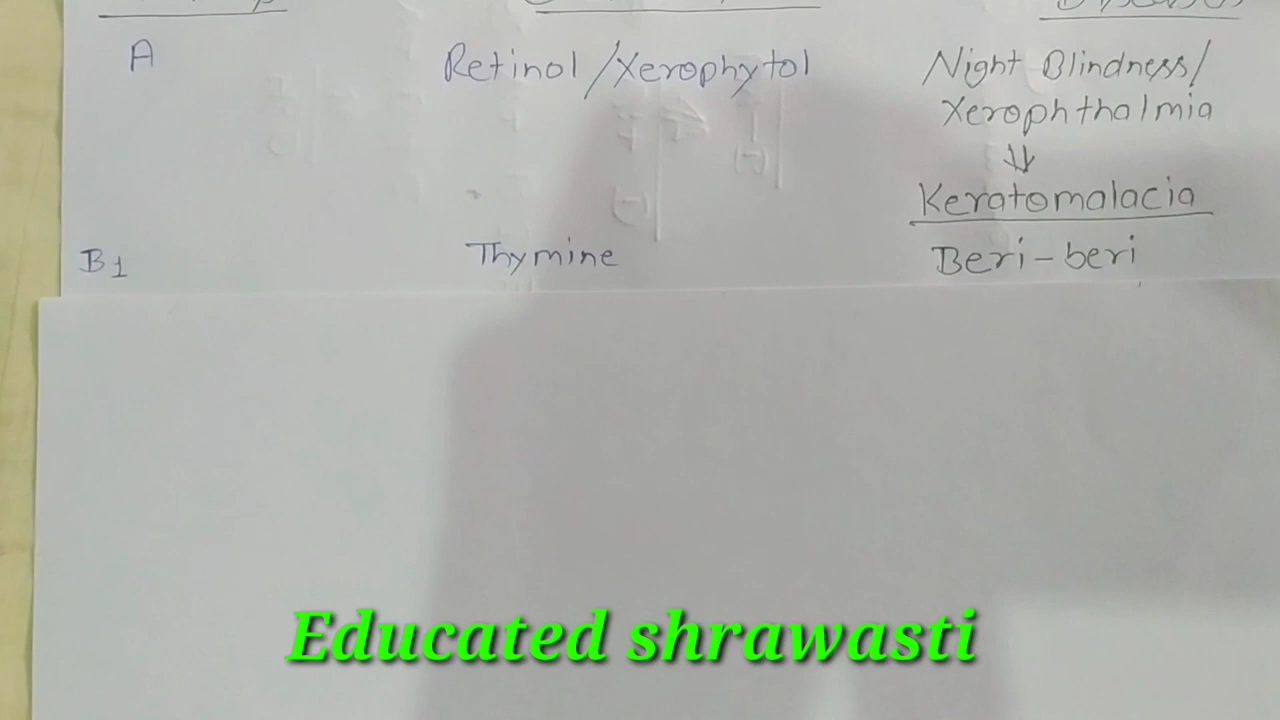 A Retinol/Xerophytol Night Blindness/
Xerophthalmia
⇓
Keratomalacia
B1 Thymine Beri-beri
Educated shrawasti